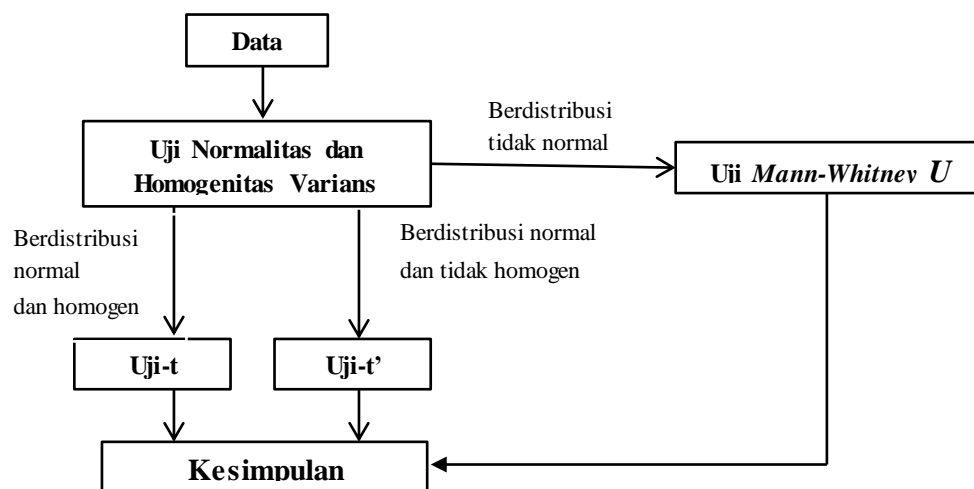 Data
Berdistribusi
tidak normal
Uji Normalitas dan
Homogenitas Varians
Uji Mann-Whitney U
Berdistribusi
normal
dan homogen
Berdistribusi normal
dan tidak homogen
Uji-t
Uji-t’
Kesimpulan